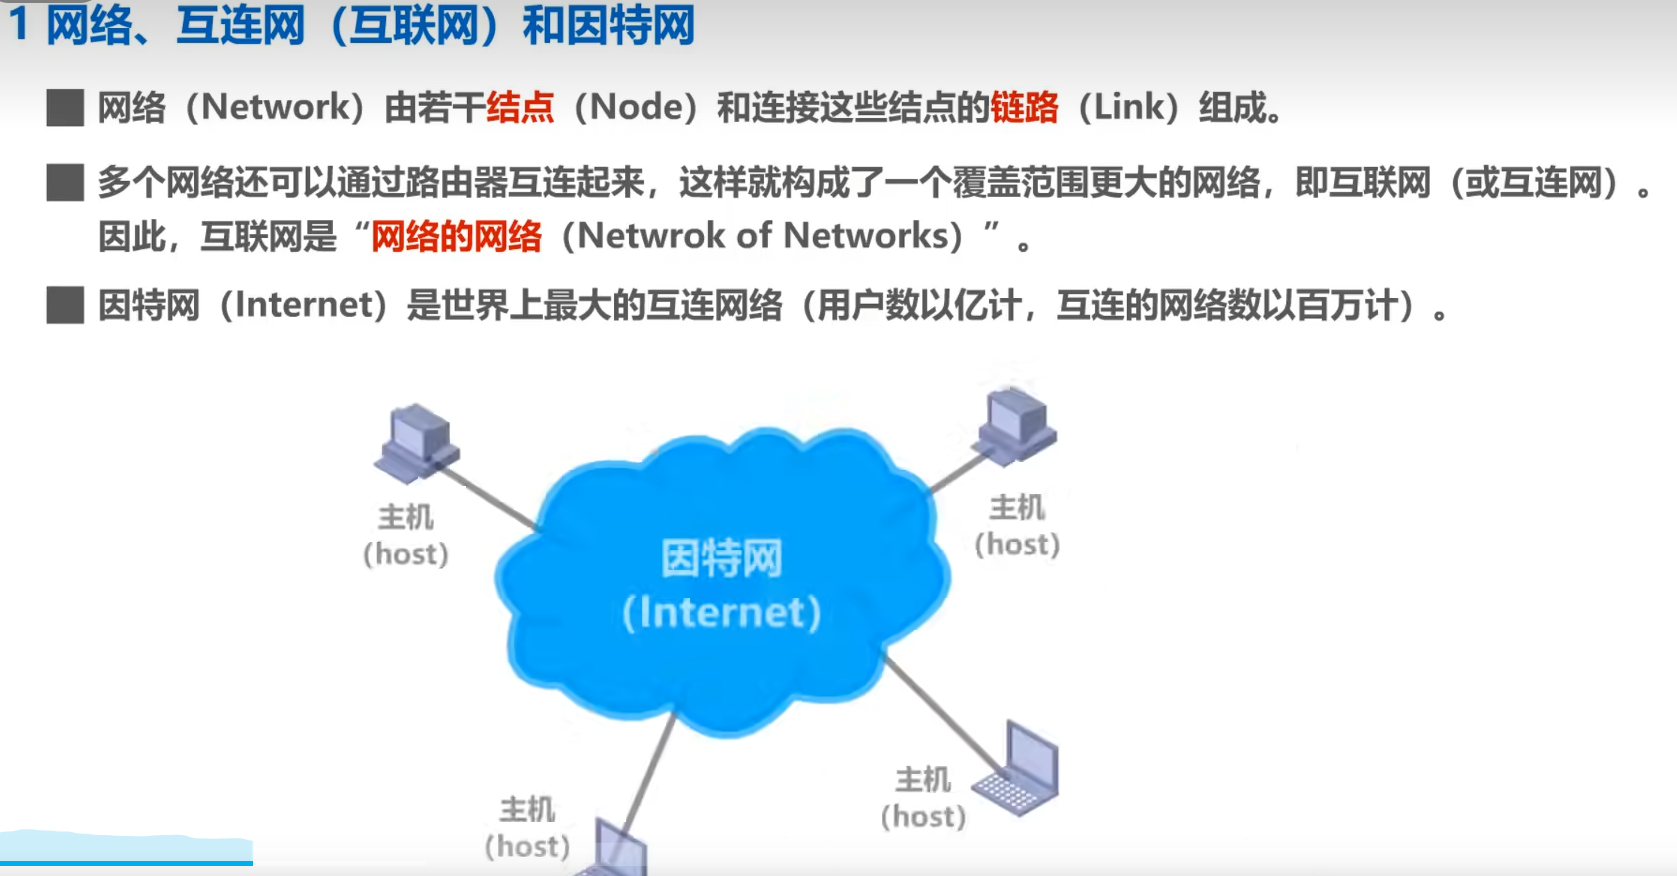 1 网络、互连网（互联网）和因特网
网络（Network）由若干结点（Node）和连接这些结点的链路（Link）组成。
多个网络还可以通过路由器互连起来，这样就构成了一个覆盖范围更大的网络，即互联网（或互连网）。
因此，互联网是“网络的网络（Netwrok of Networks）”。
因特网（Internet）是世界上最大的互连网络（用户数以亿计，互连的网络数以百万计）。
主机
(host)
主机
(host)
因特网
(Internet)
主机
(host)
主机
(host)